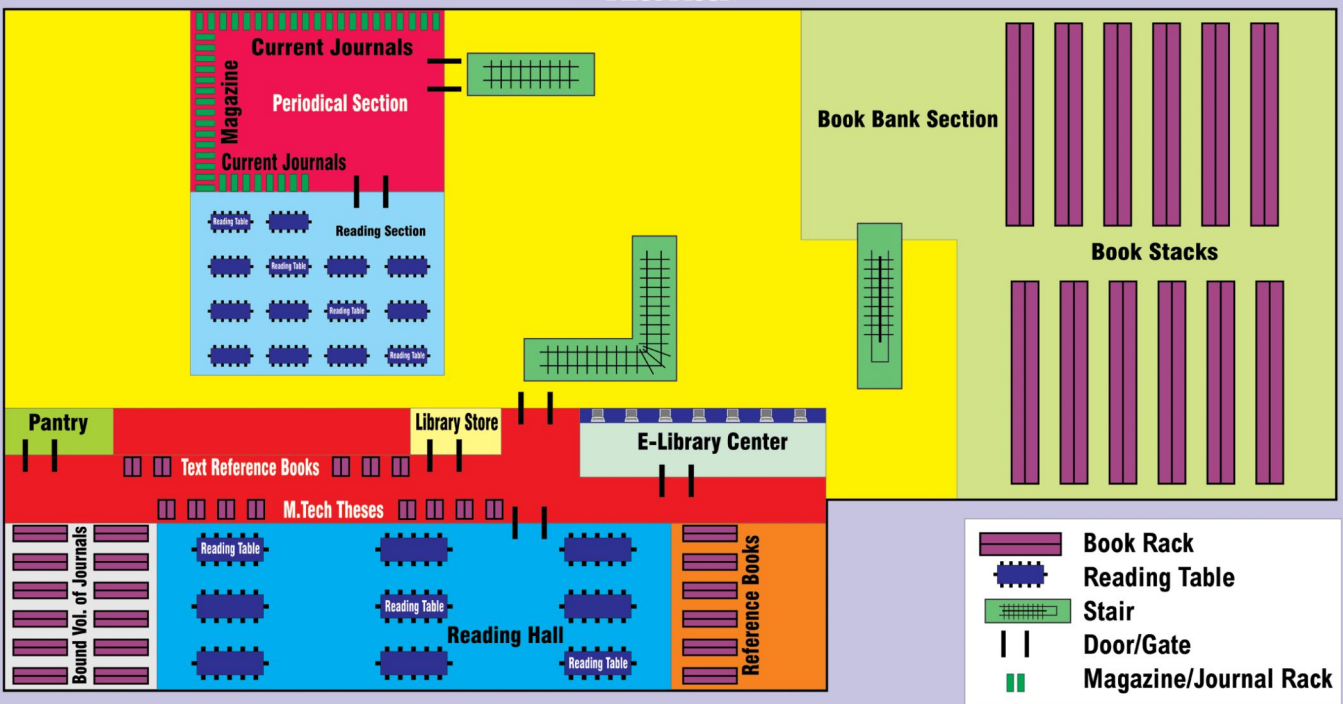 Current Journals
Magazine
Periodical Section
Current Journals
Reading Table
Reading Section
Reading Table
Reading Table
Reading Table
Book Bank Section
Book Stacks
Pantry
Library Store
E-Library Center
Text Reference Books
M.Tech Theses
Bound Vol. of Journals
Reading Table
Reading Table
Reading Hall
Reading Table
Reference Books
Book Rack
Reading Table
Stair
Door/Gate
Magazine/Journal Rack